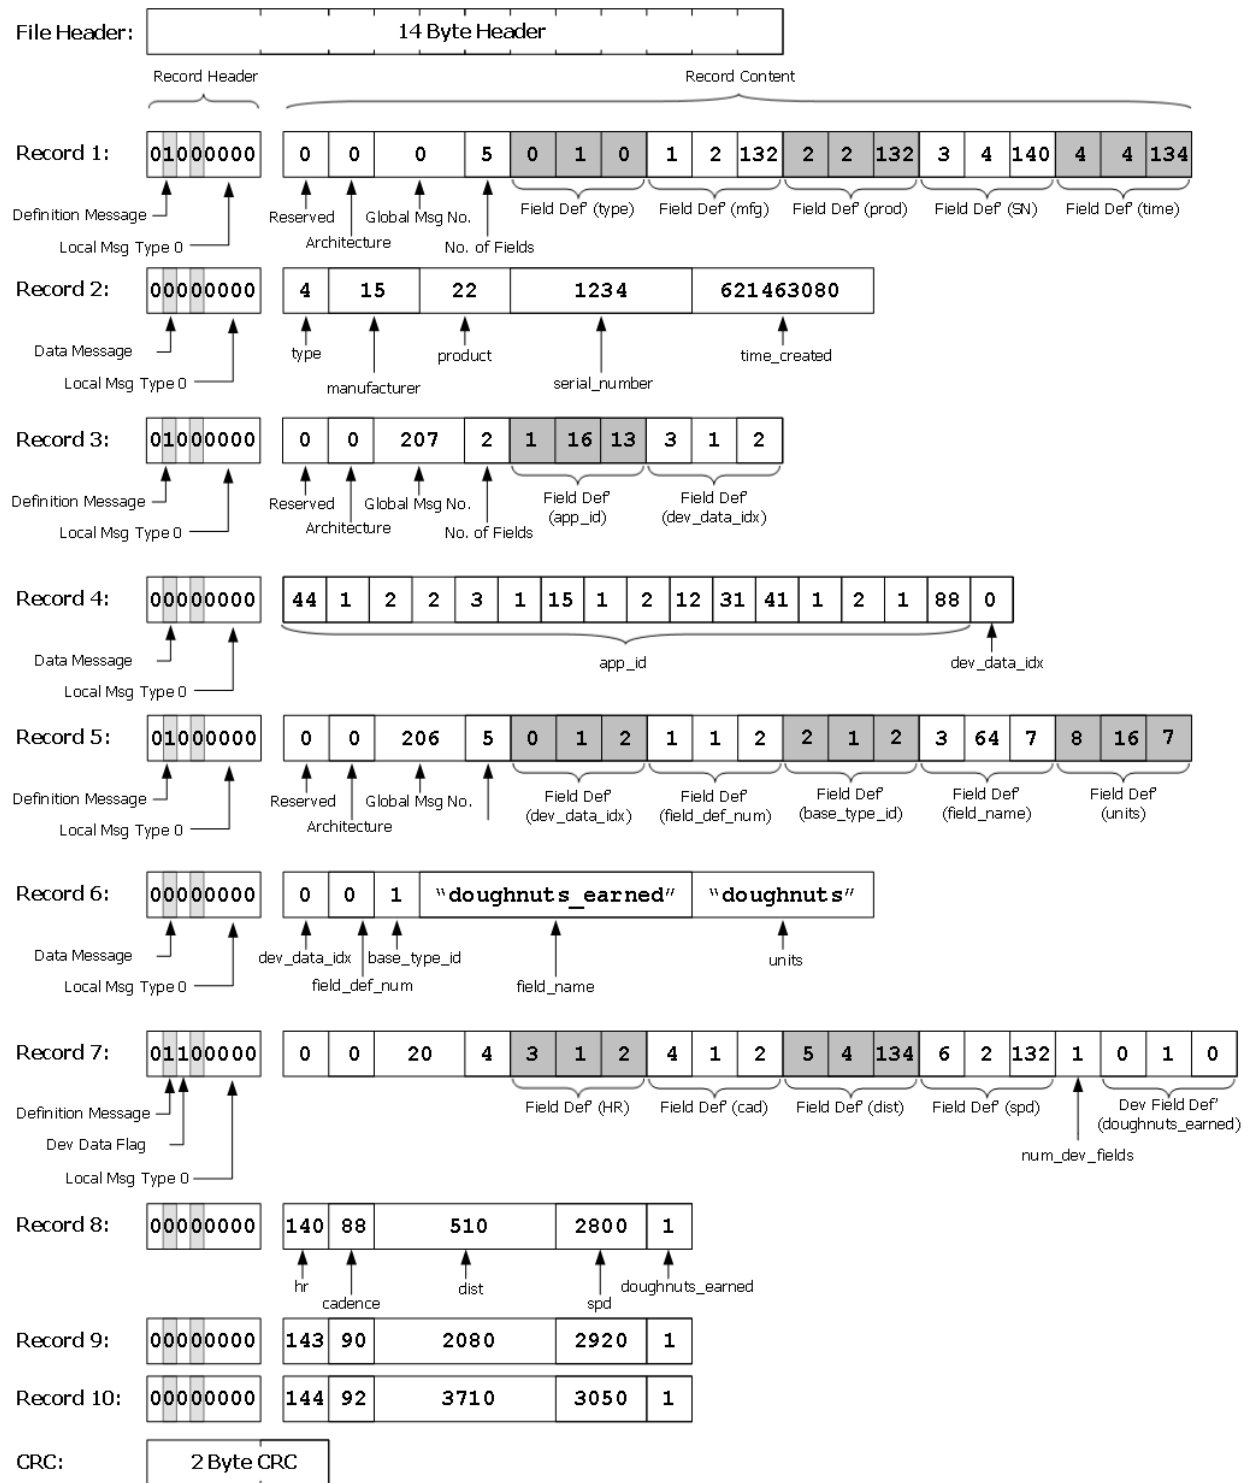 File Header: 14 Byte Header
Record Header Record Content
Record 1: 01000000 0 0 0 5 0 1 0 1 2 132 2 2 132 3 4 140 4 4 134
Definition Message Reserved Global Msg No. Field Def' (type) Field Def' (mfg) Field Def' (prod) Field Def' (SN) Field Def' (time)
Local Msg Type 0 Architecture No. of Fields
Record 2: 00000000 4 15 22 1234 621463080
Data Message type product time_created
Local Msg Type 0 manufacturer serial_number
Record 3: 01000000 0 0 207 2 1 16 13 3 1 2
Definition Message Reserved Global Msg No. Field Def' Field Def'
(app_id) (dev_data_idx)
Local Msg Type 0 Architecture No. of Fields
Record 4: 00000000 44 1 2 2 3 1 15 1 2 12 31 41 1 2 1 88 0
Data Message app_id dev_data_idx
Local Msg Type 0
Record 5: 01000000 0 0 206 5 0 1 2 1 1 2 2 1 2 3 64 7 8 16 7
Definition Message Reserved Global Msg No. Field Def' Field Def' Field Def' Field Def' Field Def'
(dev_data_idx) (field_def_num) (base_type_id) (field_name) (units)
Local Msg Type 0 Architecture
Record 6: 00000000 0 0 1 "doughnuts_earned" "doughnuts"
Data Message dev_data_idx base_type_id units
Local Msg Type 0 field_def_num field_name
Record 7: 01100000 0 0 20 4 3 1 2 4 1 2 5 4 134 6 2 132 1 0 1 0
Definition Message Field Def' (HR) Field Def' (cad) Field Def' (dist) Field Def' (spd) Dev Field Def'
(doughnuts_earned)
Dev Data Flag num_dev_fields
Local Msg Type 0
Record 8: 00000000 140 88 510 2800 1
hr dist doughnuts_earned
cadence spd
Record 9: 00000000 143 90 2080 2920 1
Record 10: 00000000 144 92 3710 3050 1
CRC: 2 Byte CRC